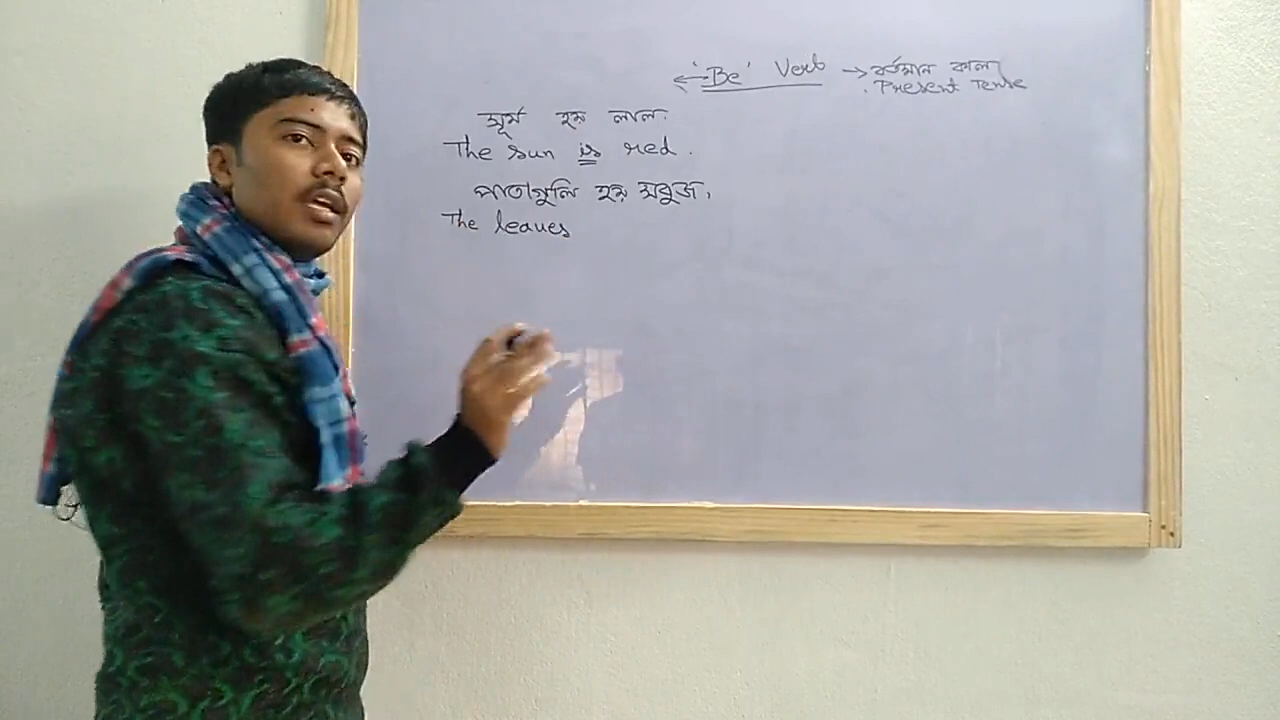 'Be' Verb → বর্তমান কাল
Present Tense
সূর্য হয় লাল.
The sun is red.
পাতাগুলি হয় সবুজ,
The leaves